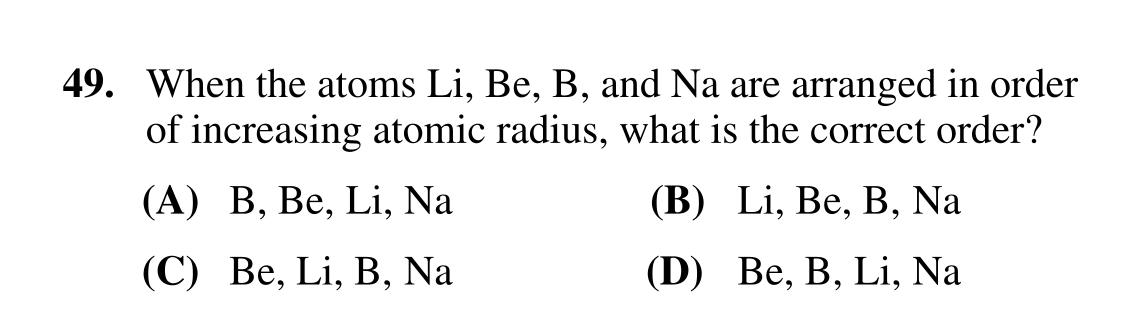 49. When the atoms Li, Be, B, and Na are arranged in order
of increasing atomic radius, what is the correct order?
(A) B, Be, Li, Na (B) Li, Be, B, Na
(C) Be, Li, B, Na (D) Be, B, Li, Na